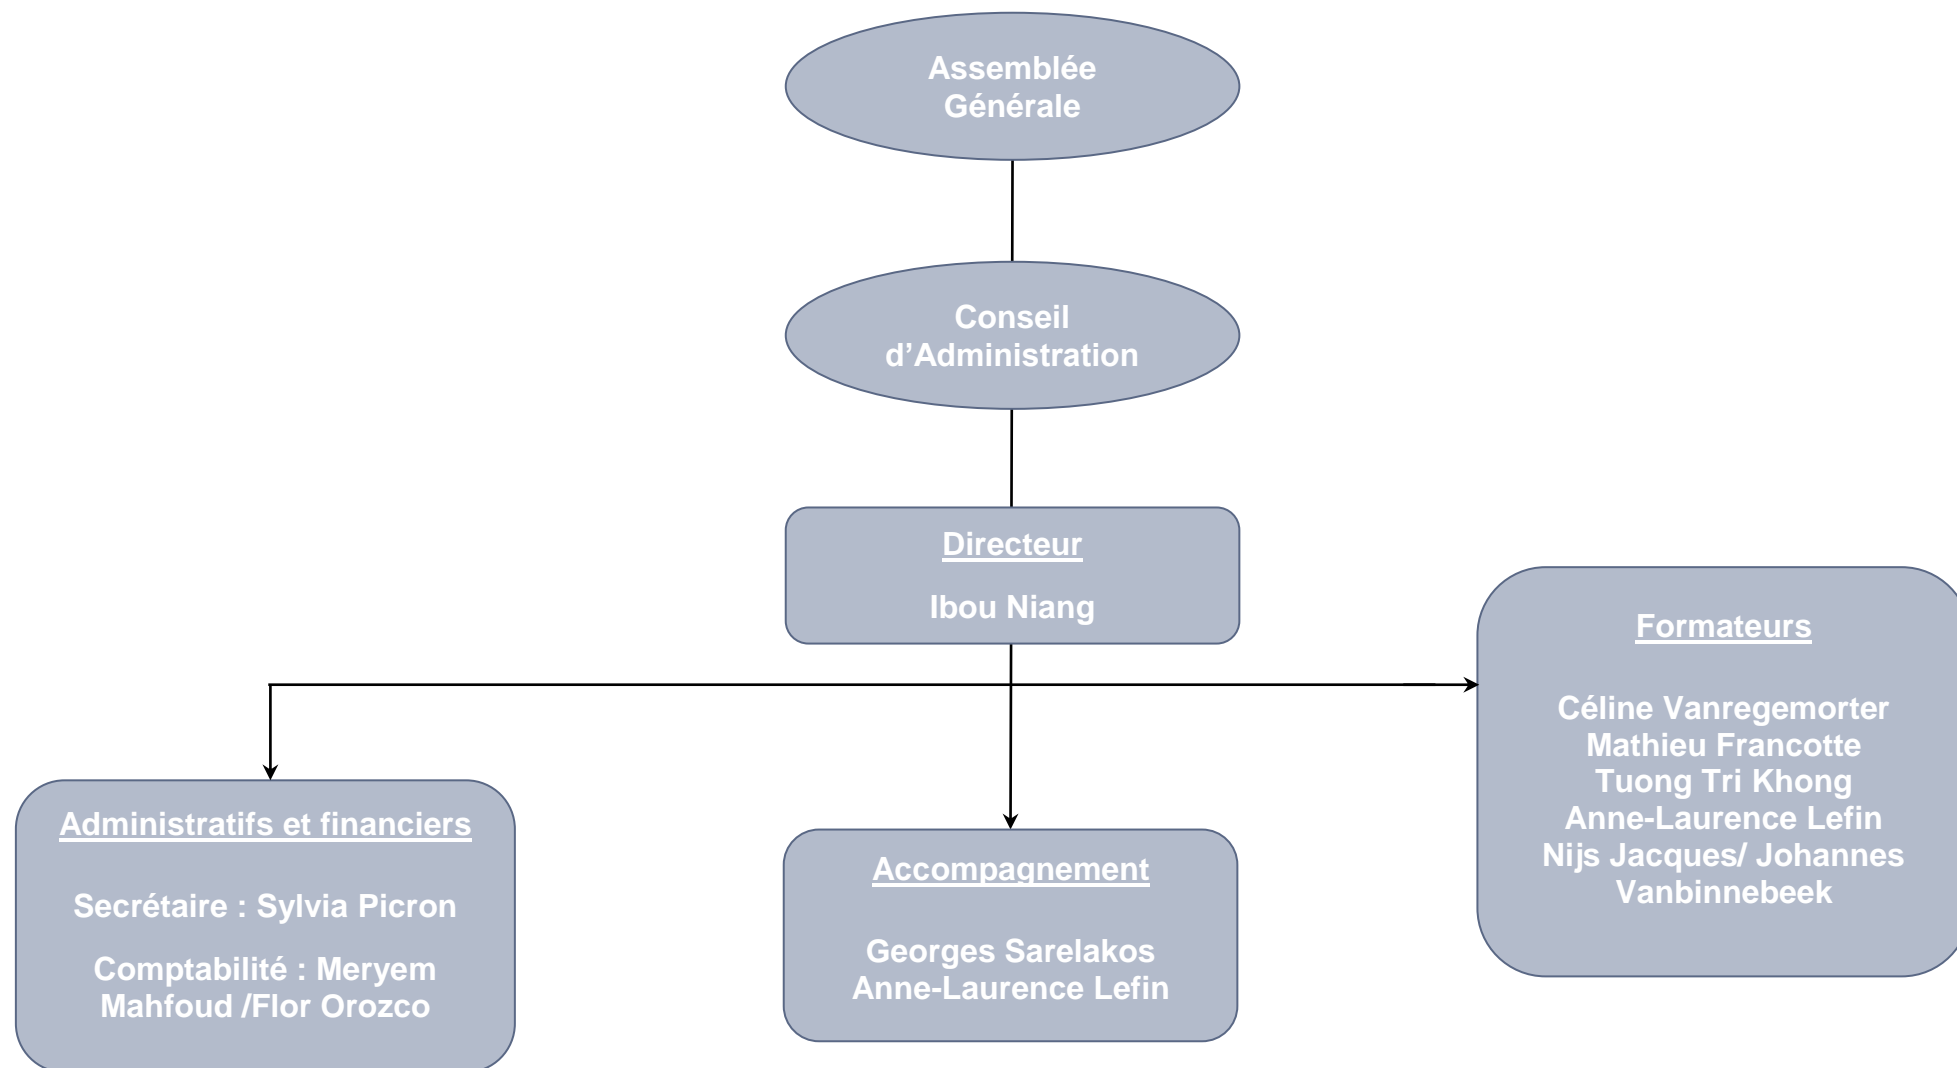 Assemblée
Générale
Conseil
d’Administration
Directeur
Ibou Niang
Formateurs
Céline Vanregemorter
Mathieu Francotte
Tuong Tri Khong
Anne-Laurence Lefin
Nijs Jacques/ Johannes
Vanbinnebeek
Administratifs et financiers
Secrétaire : Sylvia Picron
Comptabilité : Meryem
Mahfoud /Flor Orozco
Accompagnement
Georges Sarelakos
Anne-Laurence Lefin